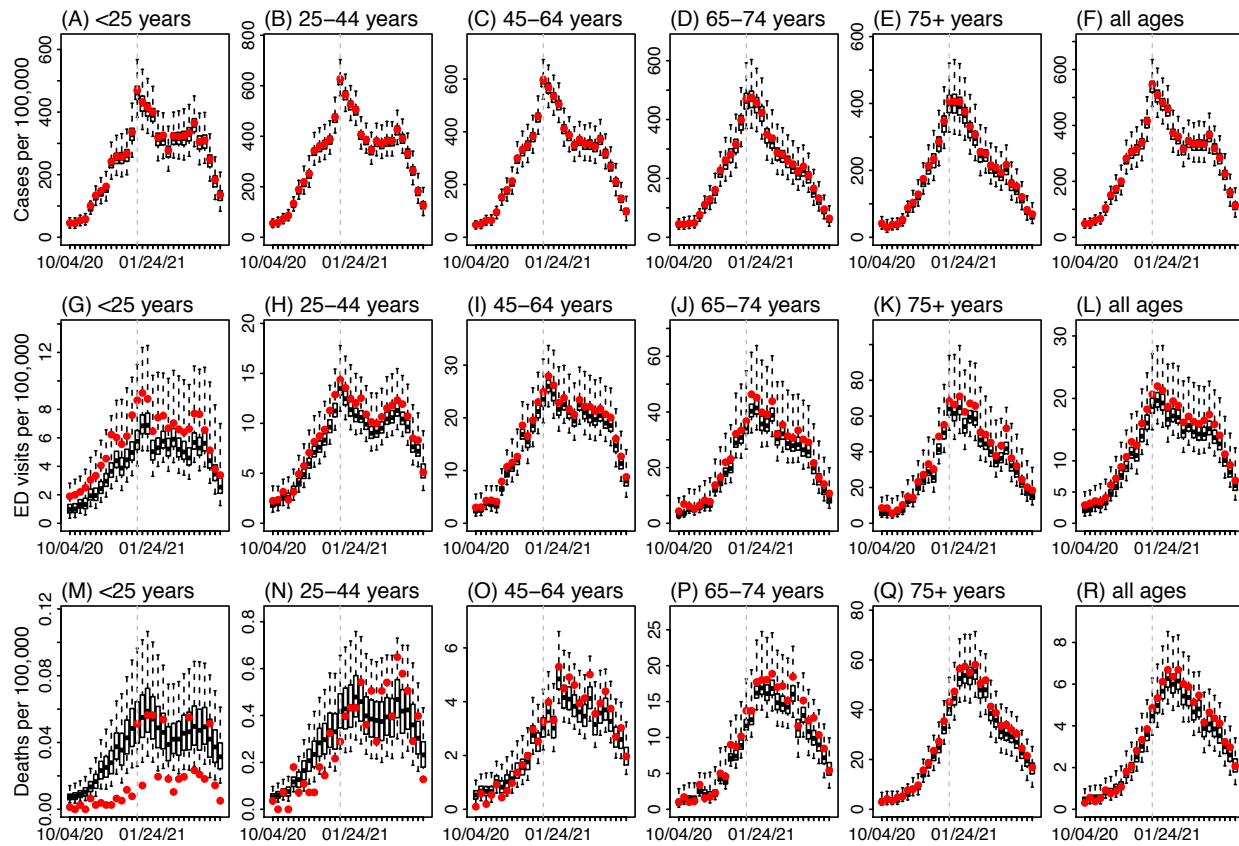 (A) <25 years (B) 25−44 years (C) 45−64 years (D) 65−74 years (E) 75+ years (F) all ages
Cases per 100,000
0 200 400 600
0 200 400 600 800
0 200 400 600
0 200 400 600
0 200 400 600
0 200 400 600
10/04/20 01/24/21 10/04/20 01/24/21 10/04/20 01/24/21 10/04/20 01/24/21 10/04/20 01/24/21 10/04/20 01/24/21
(G) <25 years (H) 25−44 years (I) 45−64 years (J) 65−74 years (K) 75+ years (L) all ages
ED visits per 100,000
0 2 4 6 8 10 12
0 5 10 15 20
0 10 20 30
0 10 20 30 40 50 60 70
0 20 40 60 80
0 5 10 20 30
10/04/20 01/24/21 10/04/20 01/24/21 10/04/20 01/24/21 10/04/20 01/24/21 10/04/20 01/24/21 10/04/20 01/24/21
(M) <25 years (N) 25−44 years (O) 45−64 years (P) 65−74 years (Q) 75+ years (R) all ages
Deaths per 100,000
0.00 0.04 0.08 0.12
0.0 0.2 0.4 0.6 0.8
0 2 4 6
0 5 10 15 20 25
0 20 40 60 80
0 2 4 6 8
10/04/20 01/24/21 10/04/20 01/24/21 10/04/20 01/24/21 10/04/20 01/24/21 10/04/20 01/24/21 10/04/20 01/24/21